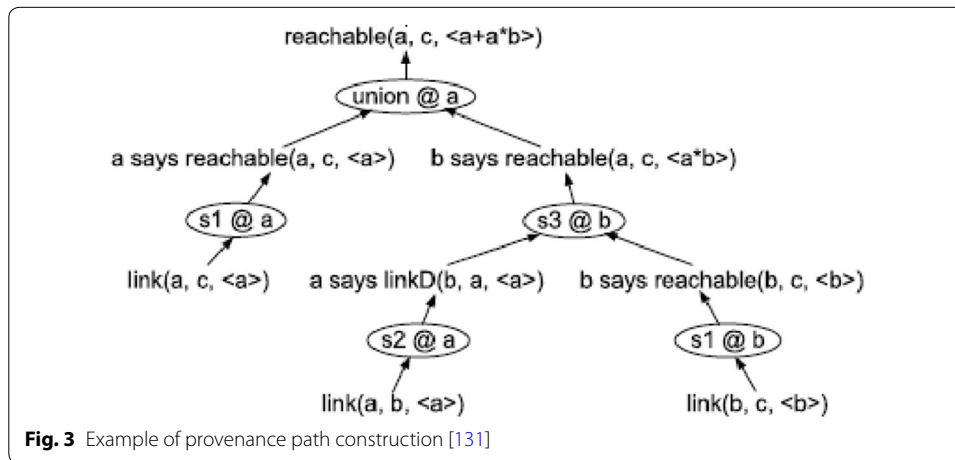 reachable(a, c, <a+a*b>)
union @ a
a says reachable(a, c, <a>)
b says reachable(a, c, <a*b>)
s1 @ a
s3 @ b
link(a, c, <a>)
a says linkD(b, a, <a>)
b says reachable(b, c, <b>)
s2 @ a
s1 @ b
link(a, b, <a>)
link(b, c, <b>)
Fig. 3 Example of provenance path construction [131]